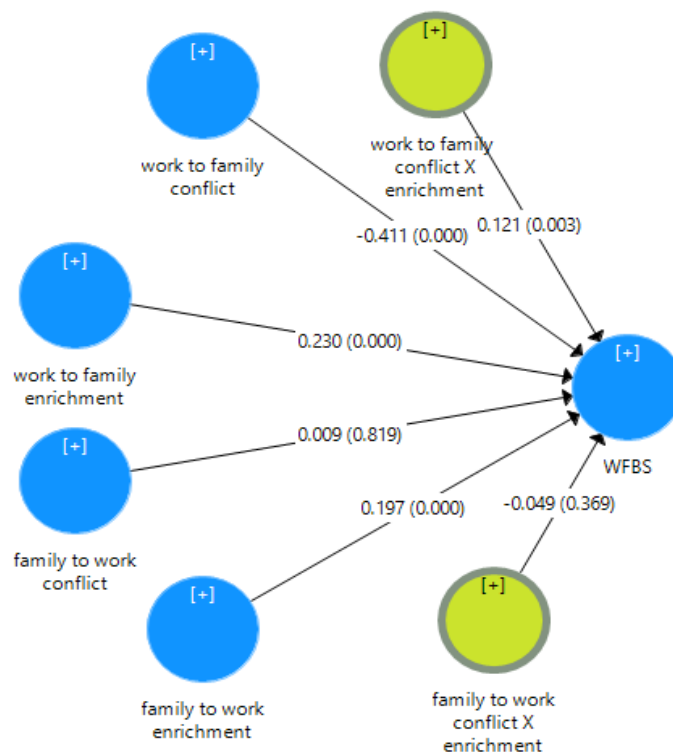 [+]
[+]
work to family
conflict
work to family
conflict X
enrichment
-0.411 (0.000)
0.121 (0.003)
[+]
work to family
enrichment
0.230 (0.000)
[+]
WFBS
[+]
family to work
conflict
0.009 (0.819)
0.197 (0.000)
-0.049 (0.369)
[+]
family to work
enrichment
[+]
family to work
conflict X
enrichment